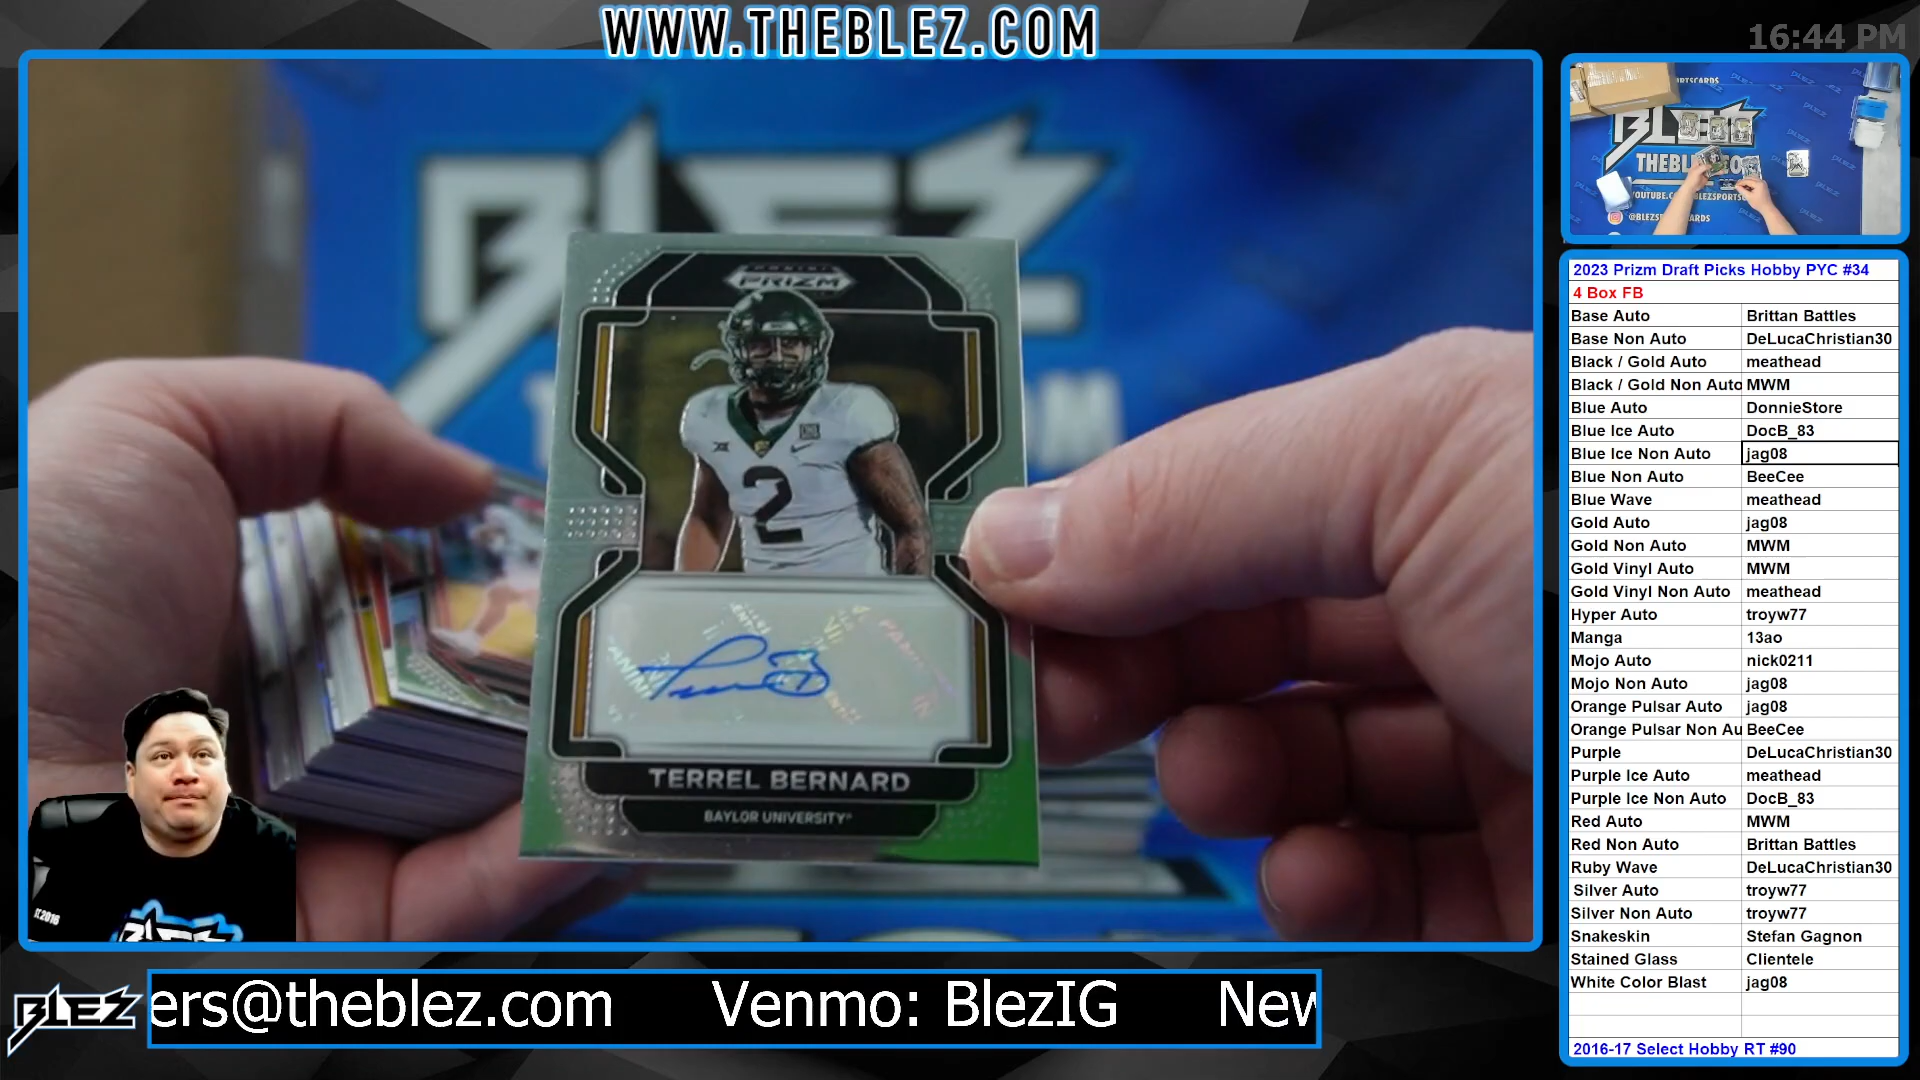 WWW.THEBLEZ.COM
16:44 PM
BLEZ
PRIZM
2
TERREL BERNARD
BAYLOR UNIVERSITY
BLEZ
ers@theblez.com Venmo: BlezIG New
BLEZ
@BLEZSP
2023 Prizm Draft Picks Hobby PYC #34
4 Box FB
Base Auto Brittan Battles
Base Non Auto DeLucaChristian30
Black / Gold Auto meathead
Black / Gold Non Auto MWM
Blue Auto DonnieStore
Blue Ice Auto DocB_83
Blue Ice Non Auto jag08
Blue Non Auto BeeCee
Blue Wave meathead
Gold Auto jag08
Gold Non Auto MWM
Gold Vinyl Auto MWM
Gold Vinyl Non Auto meathead
Hyper Auto troyw77
Manga 13ao
Mojo Auto nick0211
Mojo Non Auto jag08
Orange Pulsar Auto jag08
Orange Pulsar Non Au BeeCee
Purple DeLucaChristian30
Purple Ice Auto meathead
Purple Ice Non Auto DocB_83
Red Auto MWM
Red Non Auto Brittan Battles
Ruby Wave DeLucaChristian30
Silver Auto troyw77
Silver Non Auto troyw77
Snakeskin Stefan Gagnon
Stained Glass Clientele
White Color Blast jag08
2016-17 Select Hobby RT #90